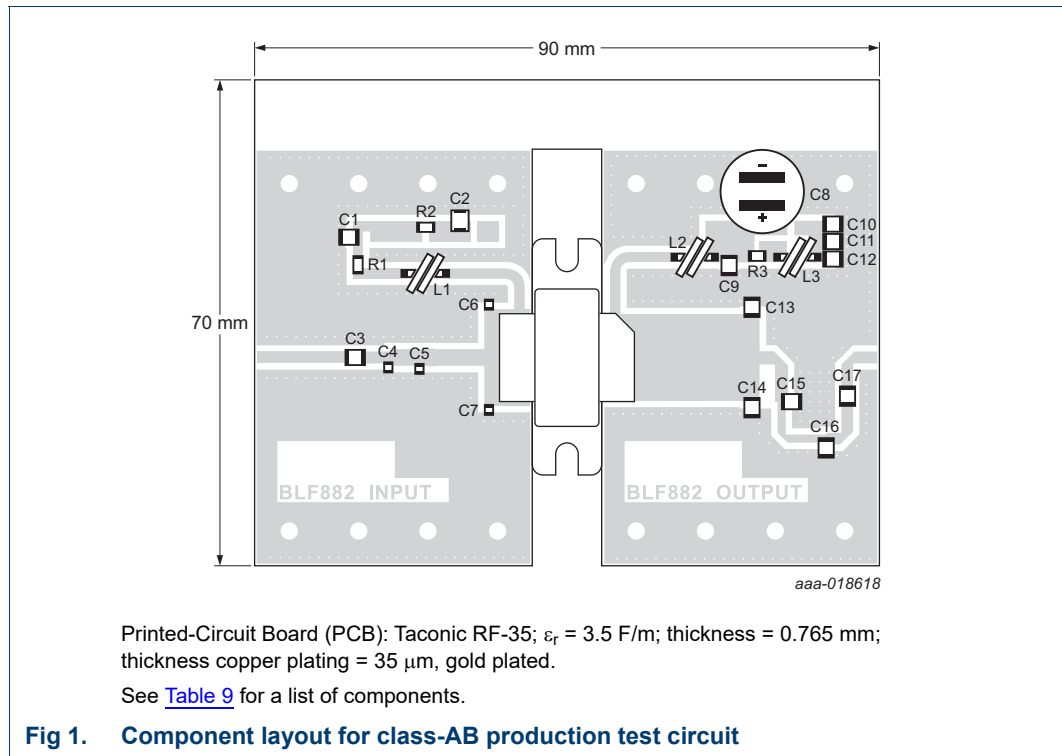 90 mm
70 mm
C1
R2
C2
R1
L1
C6
C3
C4
C5
C7
BLF882 INPUT
-
+
C8
L2
C9
R3
L3
C10
C11
C12
C13
C14
C15
C17
C16
BLF882 OUTPUT
aaa-018618
Printed-Circuit Board (PCB): Taconic RF-35; εr = 3.5 F/m; thickness = 0.765 mm;
thickness copper plating = 35 μm, gold plated.
See Table 9 for a list of components.
Fig 1. Component layout for class-AB production test circuit